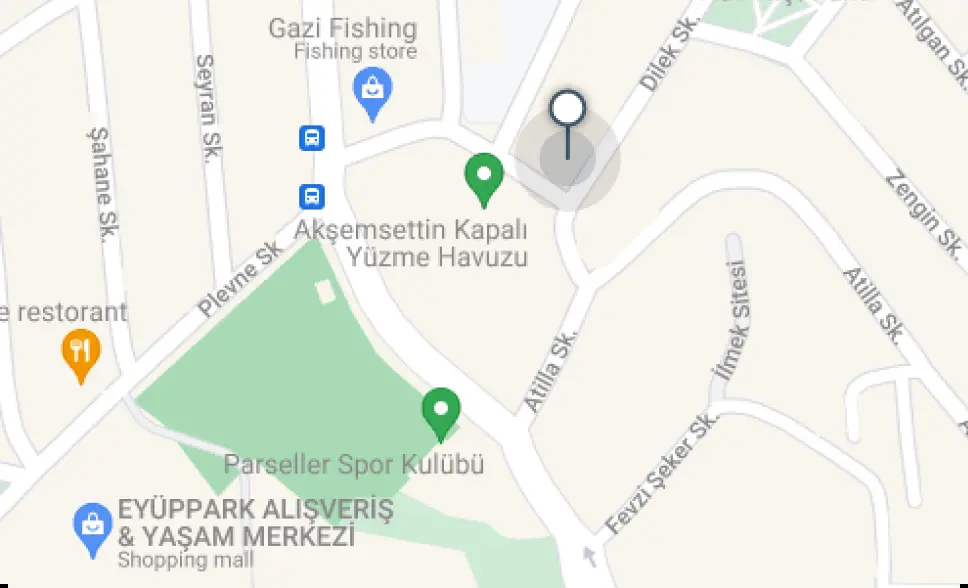 Gazi Fishing
Fishing store
Atılgan Sk.
Dilek Sk.
Seyran Sk.
Şahane Sk.
Zengin Sk.
Akşemsettin Kapalı
Yüzme Havuzu
Plevne Sk
e restorant
İlmek Sitesi
Atilla Sk.
Atilla Sk.
Fevzi Şeker Sk.
Parseller Spor Kulübü
EYÜPPARK ALIŞVERİŞ
& YAŞAM MERKEZİ
Shopping mall